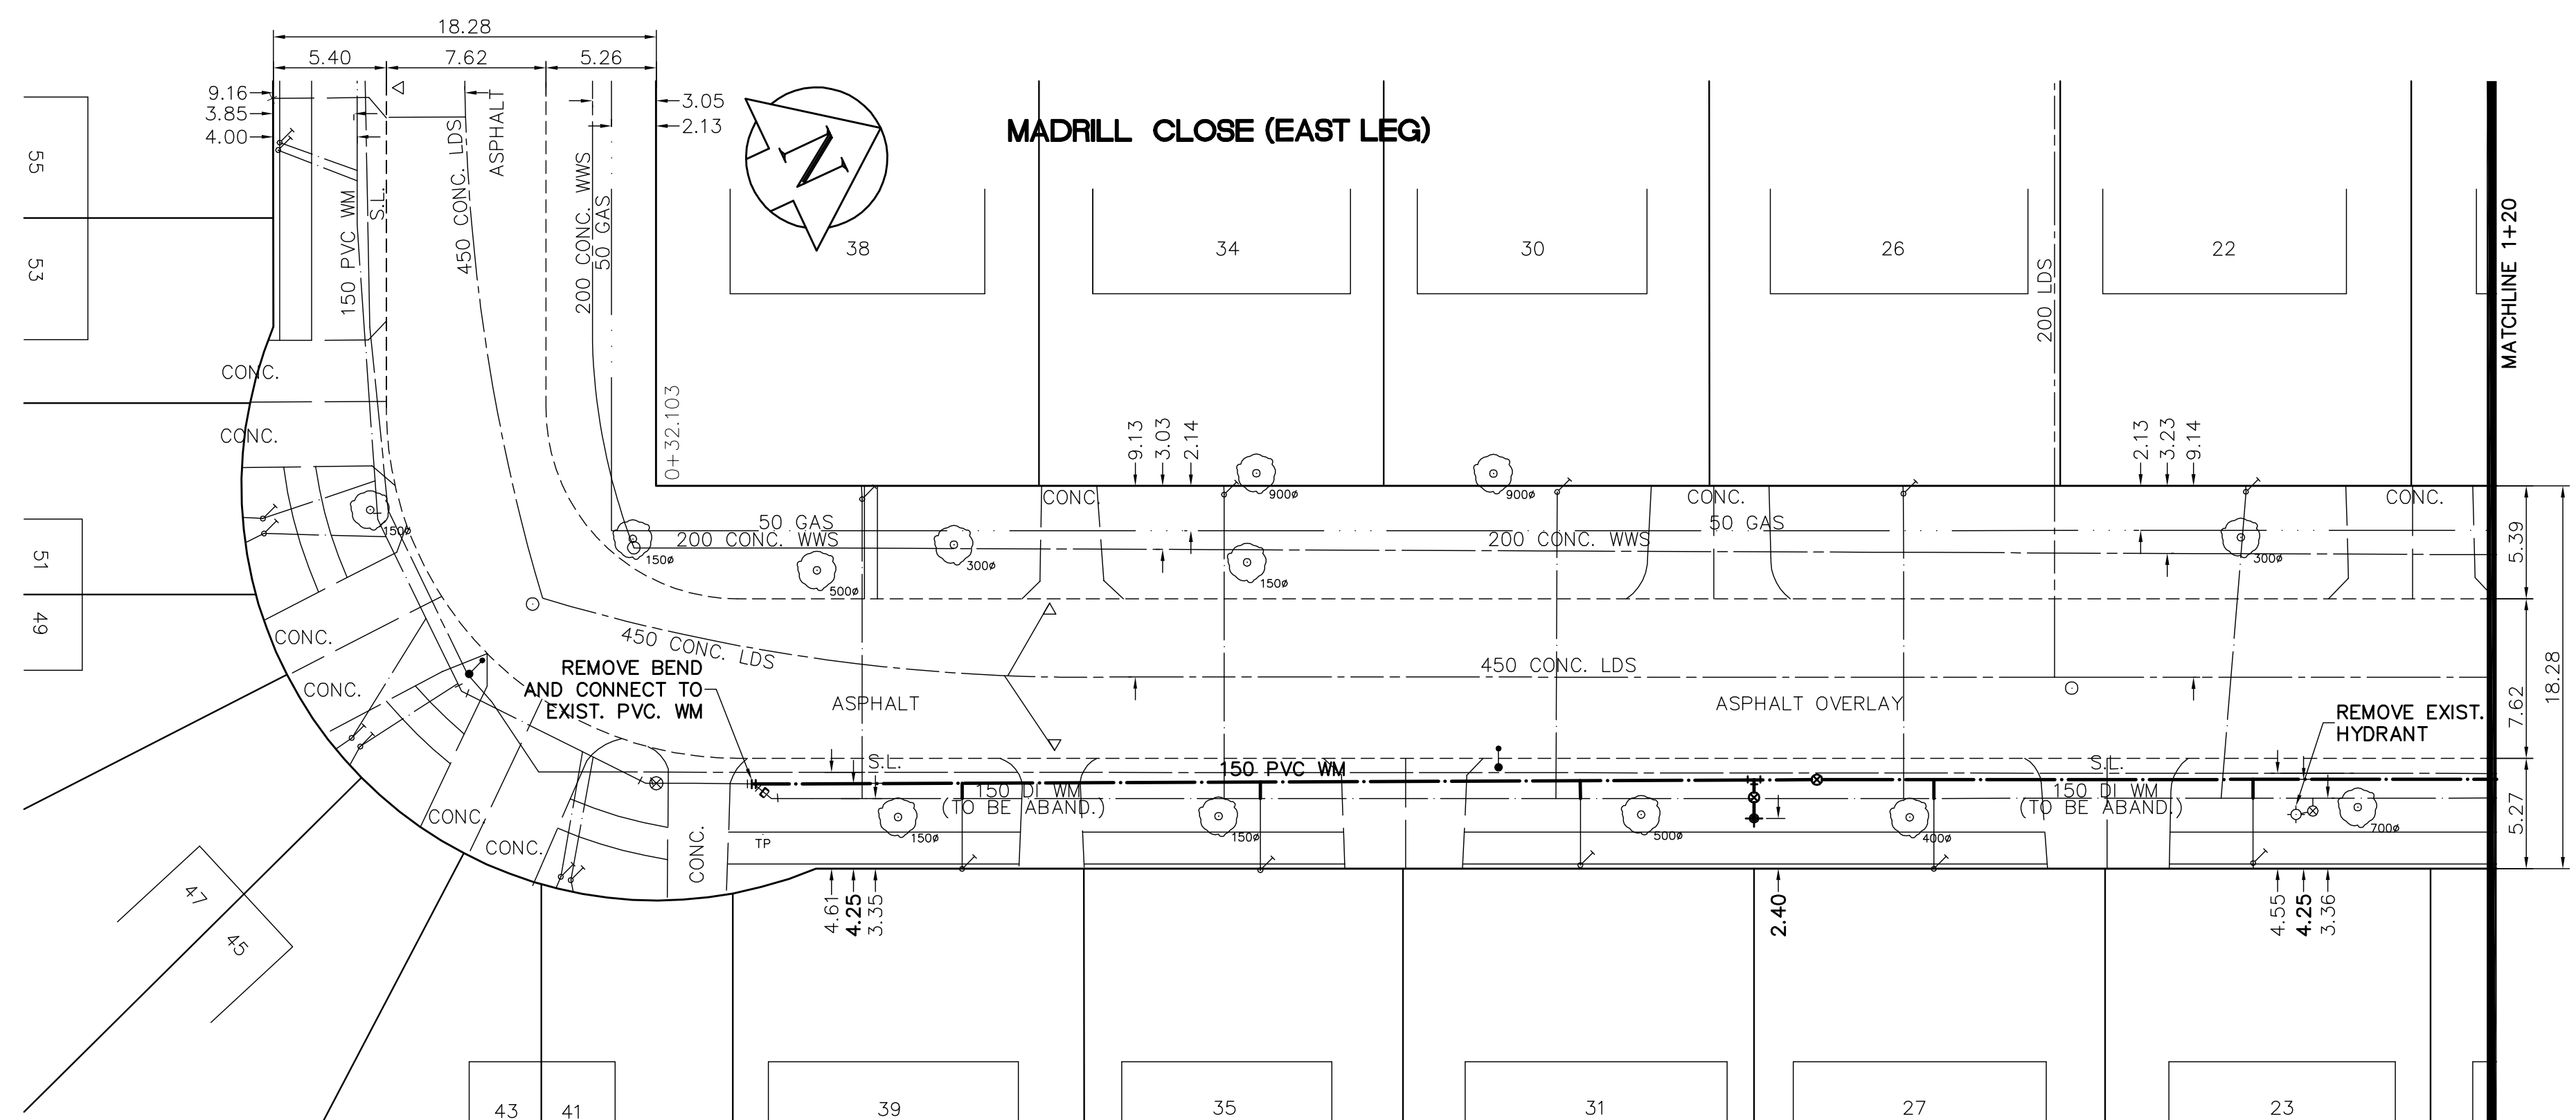 18.28
5.40
7.62
5.26
9.16
3.85
4.00
3.05
2.13
MADRILL CLOSE (EAST LEG)
N
55
53
150 PVC WM
S.L.
450 CONC. LDS
ASPHALT
200 CONC. WWS
50 GAS
38
34
30
26
22
200 LDS
MATCHLINE 1+20
CONC.
CONC.
0+32.103
9.13
3.03
2.14
2.13
3.23
9.14
900ø
900ø
CONC.
CONC.
CONC.
150ø
50 GAS
50 GAS
200 CONC. WWS
200 CONC. WWS
150ø
500ø
300ø
150ø
300ø
5.39
51
49
CONC.
CONC.
450 CONC. LDS
450 CONC. LDS
REMOVE BEND
AND CONNECT TO
EXIST. PVC. WM
ASPHALT
ASPHALT OVERLAY
REMOVE EXIST.
HYDRANT
7.62
18.28
S.L.
150 PVC WM
S.L.
150 DI WM
(TO BE ABAND.)
150 DI WM
(TO BE ABAND.)
5.27
CONC.
CONC.
CONC.
TP
150ø
150ø
500ø
400ø
700ø
4.61
4.25
3.35
2.40
4.55
4.25
3.36
47
45
43
41
39
35
31
27
23